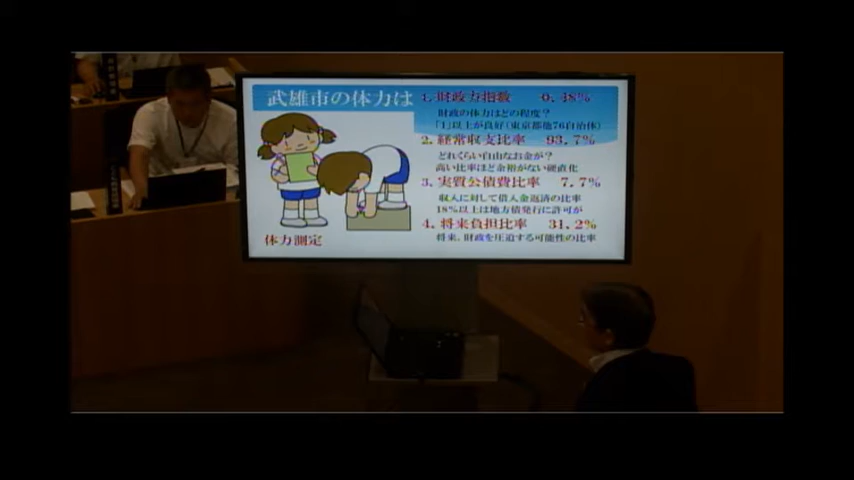 武雄市の体力は
1. 財政力指数 0.48%
財政の体力はどの程度？
「1」以上が良好（東京都他76自治体）
2. 経常収支比率 93.7%
どれくらい自由なお金が？
高い比率ほど余裕がない硬直化
3. 実質公債費比率 7.7%
収入に対して借入金返済の比率
18%以上は地方債発行に許可が
4. 将来負担比率 31.2%
将来、財政を圧迫する可能性の比率
体力測定